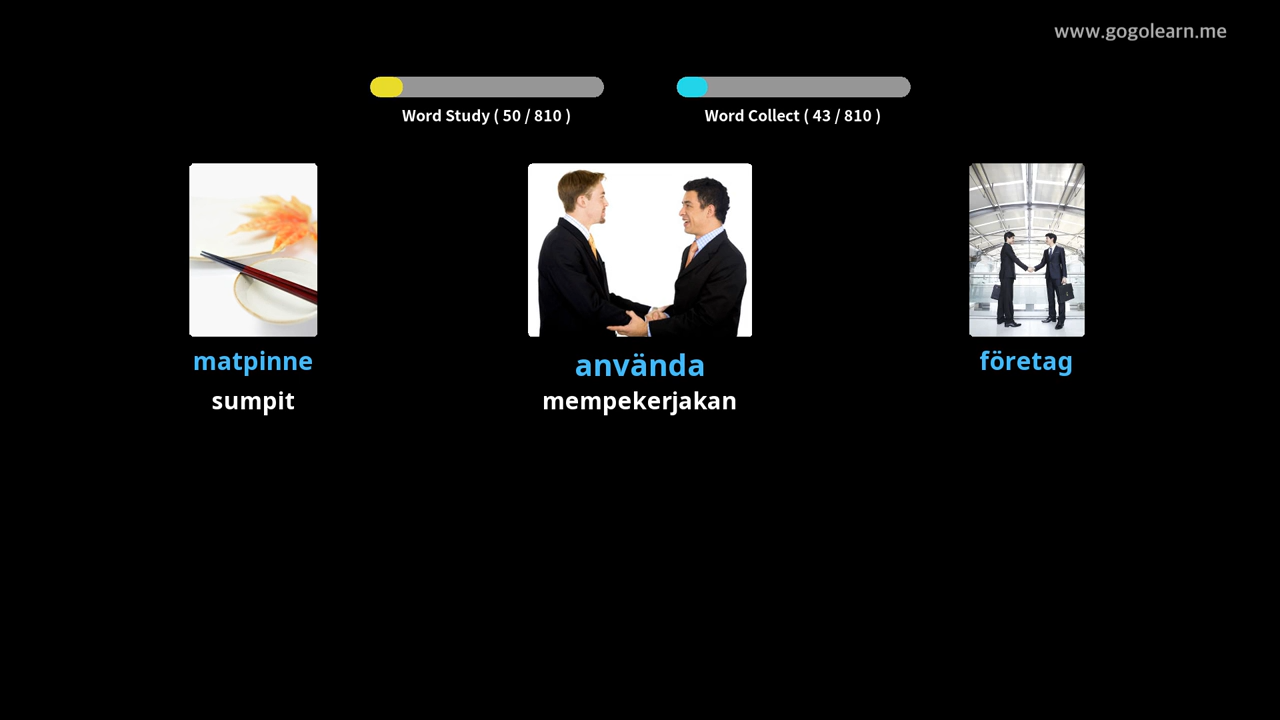 www.gogolearn.me
Word Study ( 50 / 810 )
Word Collect ( 43 / 810 )
matpinne
sumpit
använda
mempekerjakan
företag